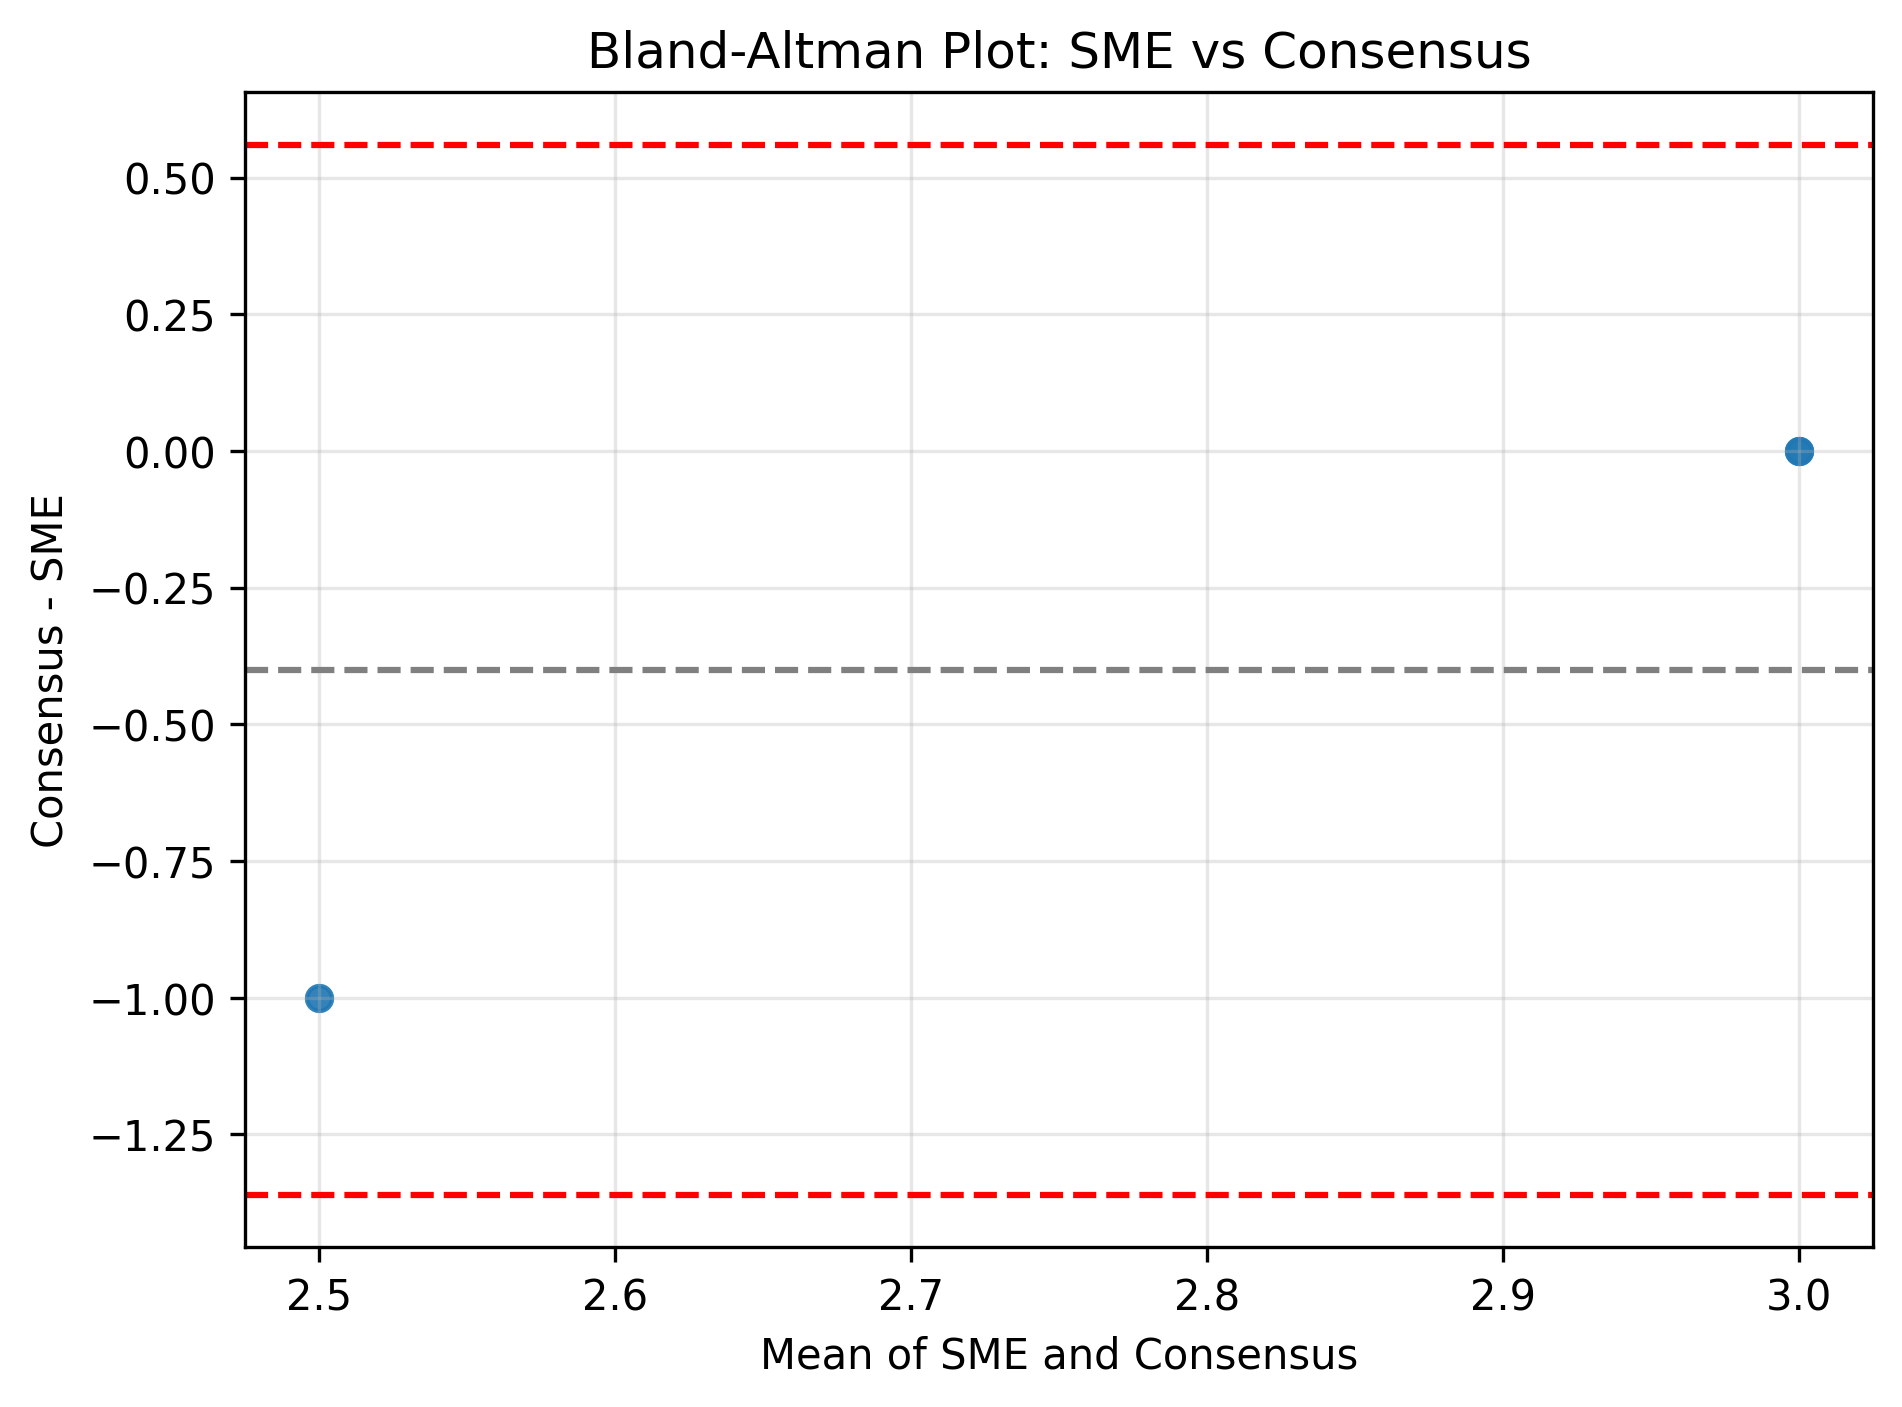 Bland-Altman Plot: SME vs Consensus
0.50
0.25
0.00
−0.25
−0.50
−0.75
−1.00
−1.25
Consensus - SME
2.5 2.6 2.7 2.8 2.9 3.0
Mean of SME and Consensus